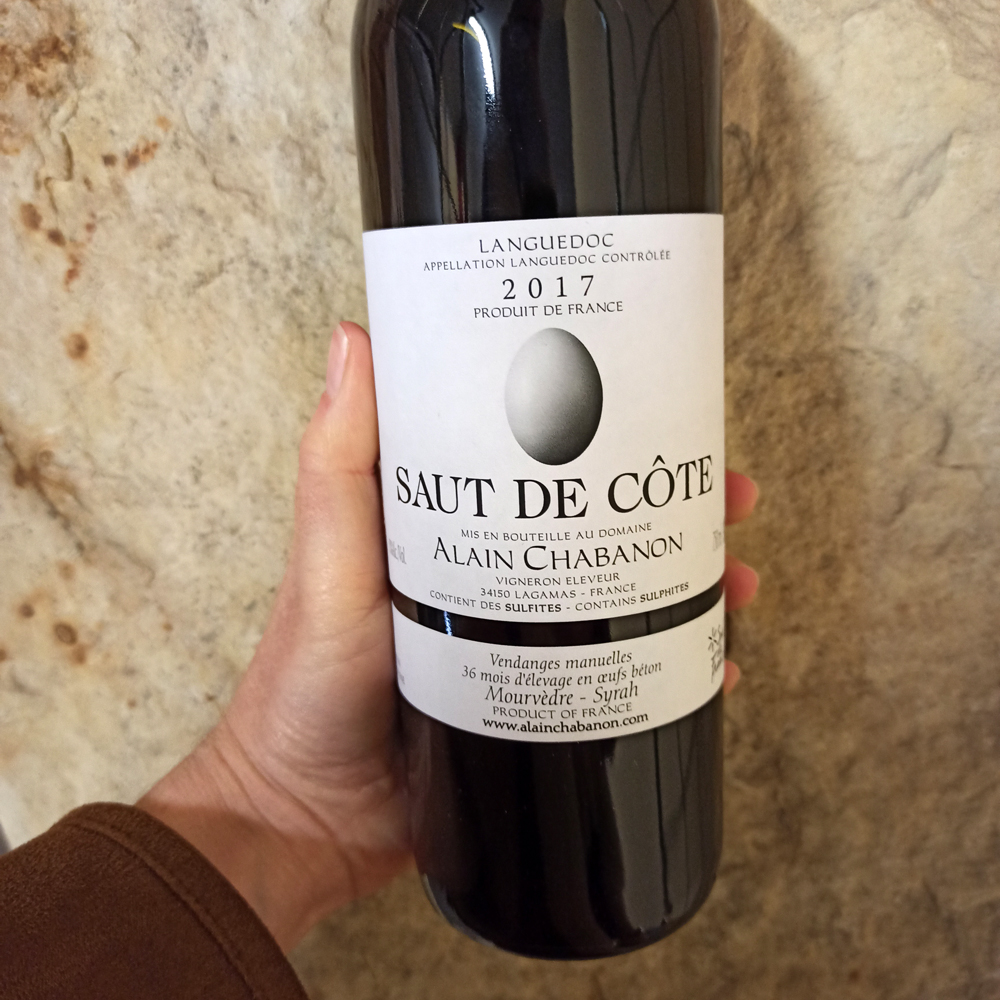 LANGUEDOC
APPELLATION LANGUEDOC CONTRÔLÉE
2017
PRODUIT DE FRANCE
SAUT DE CÔTE
MIS EN BOUTEILLE AU DOMAINE
ALAIN CHABANON
VIGNERON ELEVEUR
34150 LAGAMAS - FRANCE
CONTIENT DES SULFITES - CONTAINS SULPHITES
Vendanges manuelles
36 mois d'élevage en œufs béton
Mourvèdre - Syrah
PRODUCT OF FRANCE
www.alainchabanon.com